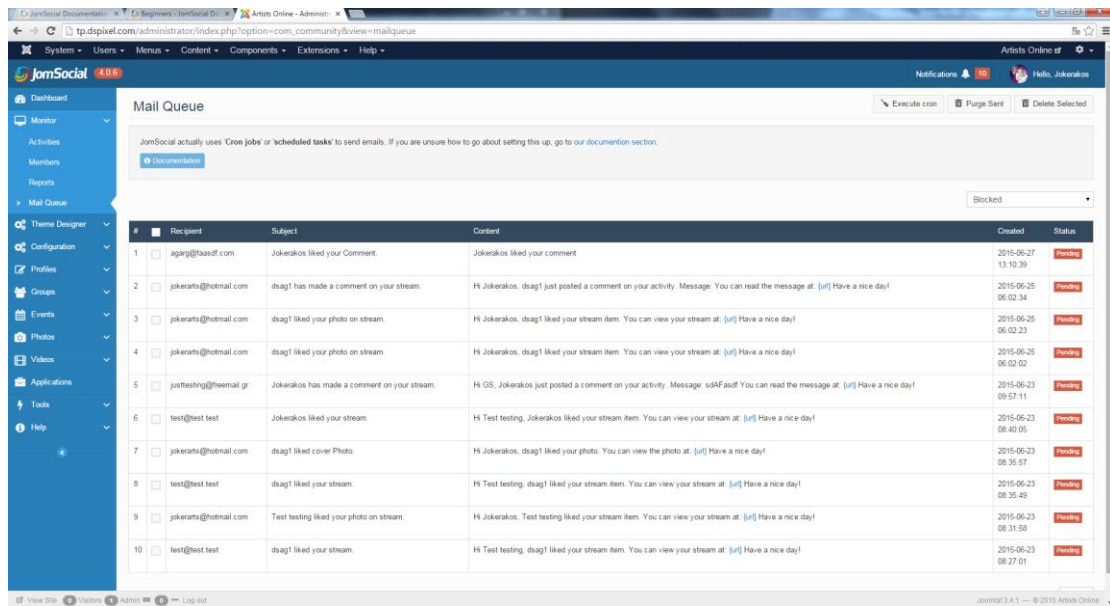 JomSocial Documentation
Beginners - JomSocial Do
Artists Online - Administr
tp.dspixel.com/administrator/index.php?option=com_community&view=mailqueue
System Users Menus Content Components Extensions Help
Artists Online
JomSocial 4.0.6
Notifications 10 Hello, Jokerakos
Dashboard
Monitor
Activities
Members
Reports
» Mail Queue
Theme Designer
Configuration
Profiles
Groups
Events
Photos
Videos
Applications
Tools
Help
Mail Queue
Execute cron Purge Sent Delete Selected
JomSocial actually uses 'Cron jobs' or 'scheduled tasks' to send emails. If you are unsure how to go about setting this up, go to our documention section.
Documentation
Blocked
# Recipient Subject Content Created Status
1 agarg@faasdf.com Jokerakos liked your Comment. Jokerakos liked your comment 2015-06-27 Pending
13:10:39
2 jokerarts@hotmail.com dsag1 has made a comment on your stream. Hi Jokerakos, dsag1 just posted a comment on your activity. Message: You can read the message at: {url} Have a nice day! 2015-06-25 Pending
06:02:34
3 jokerarts@hotmail.com dsag1 liked your photo on stream. Hi Jokerakos, dsag1 liked your stream item. You can view your stream at: {url} Have a nice day! 2015-06-25 Pending
06:02:23
4 jokerarts@hotmail.com dsag1 liked your photo on stream. Hi Jokerakos, dsag1 liked your stream item. You can view your stream at: {url} Have a nice day! 2015-06-25 Pending
06:02:02
5 justtesting@freemail.gr Jokerakos has made a comment on your stream. Hi GS, Jokerakos just posted a comment on your activity. Message: sdAFasdf You can read the message at: {url} Have a nice day! 2015-06-23 Pending
09:57:11
6 test@test.test Jokerakos liked your stream. Hi Test testing, Jokerakos liked your stream item. You can view your stream at: {url} Have a nice day! 2015-06-23 Pending
08:40:05
7 jokerarts@hotmail.com dsag1 liked cover Photo. Hi Jokerakos, dsag1 liked your photo. You can view the photo at: {url} Have a nice day! 2015-06-23 Pending
08:35:57
8 test@test.test dsag1 liked your stream. Hi Test testing, dsag1 liked your stream item. You can view your stream at: {url} Have a nice day! 2015-06-23 Pending
08:35:49
9 jokerarts@hotmail.com Test testing liked your photo on stream. Hi Jokerakos, Test testing liked your stream item. You can view your stream at: {url} Have a nice day! 2015-06-23 Pending
08:31:58
10 test@test.test dsag1 liked your stream. Hi Test testing, dsag1 liked your stream item. You can view your stream at: {url} Have a nice day! 2015-06-23 Pending
08:27:01
View Site 0 Visitors 1 Admin 0 Log out
Joomla! 3.4.1 — © 2015 Artists Online